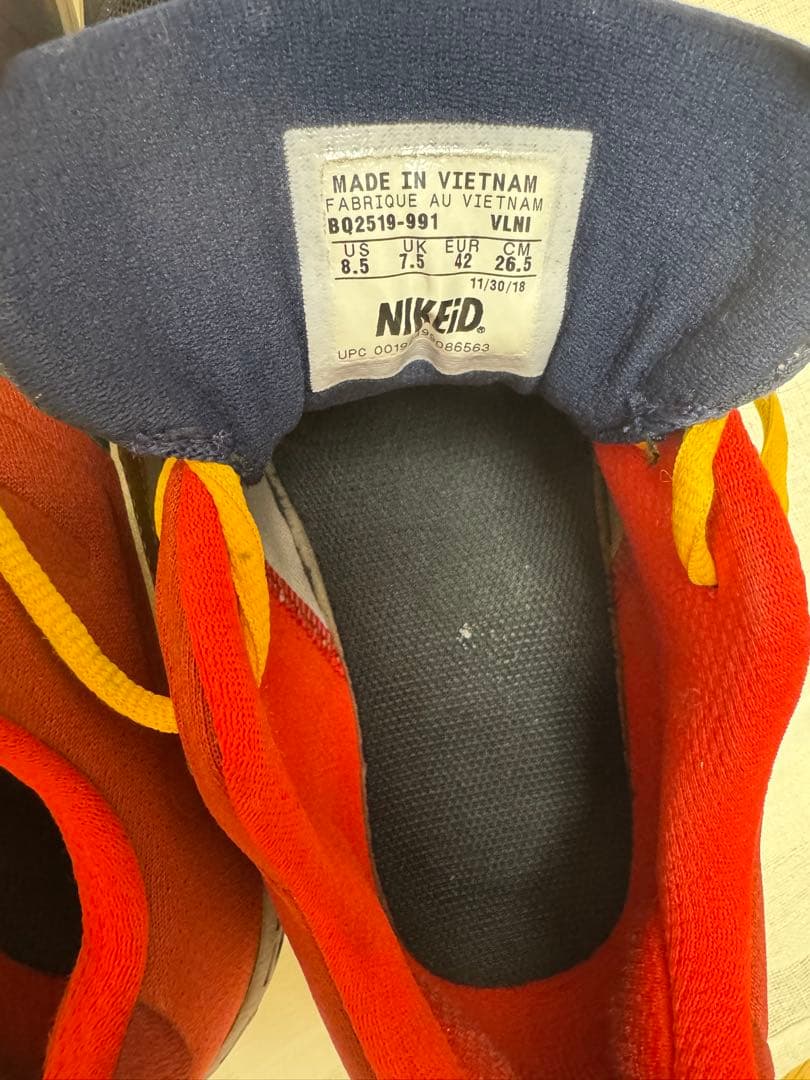 MADE IN VIETNAM
FABRIQUE AU VIETNAM
BQ2519-991 VLNI
US UK EUR CM
8.5 7.5 42 26.5
11/30/18
NIKEiD®
UPC